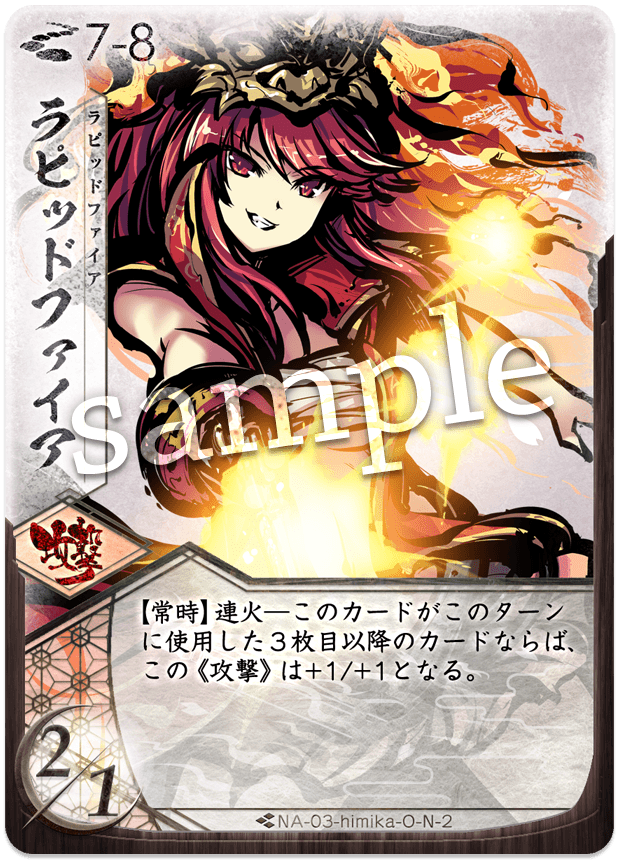 7-8
ラピッドファイア
ラピッドファイア
sample
攻撃
【常時】連火—このカードがこのターン
に使用した3枚目以降のカードならば、
この《攻撃》は+1/+1となる。
2/1
NA-03-himika-O-N-2